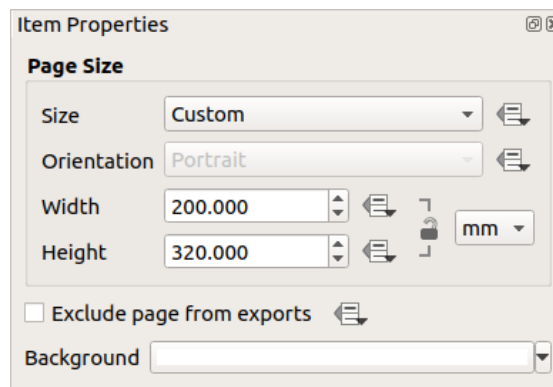 Item Properties
Page Size
Size Custom
Orientation Portrait
Width 200.000
mm
Height 320.000
Exclude page from exports
Background